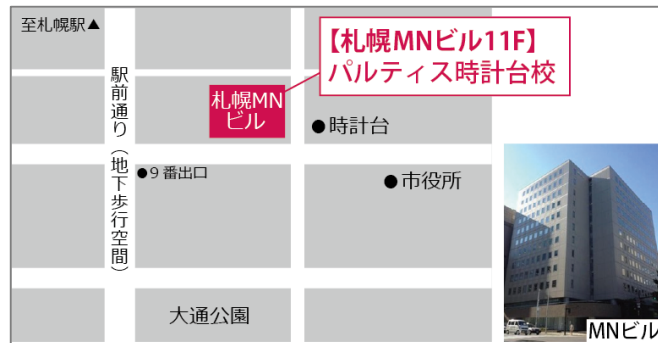 至札幌駅▲
【札幌MNビル11F】
パルティス時計台校
駅前通り(地下歩行空間)
札幌MN
ビル
●時計台
●9番出口
●市役所
大通公園
MNビル